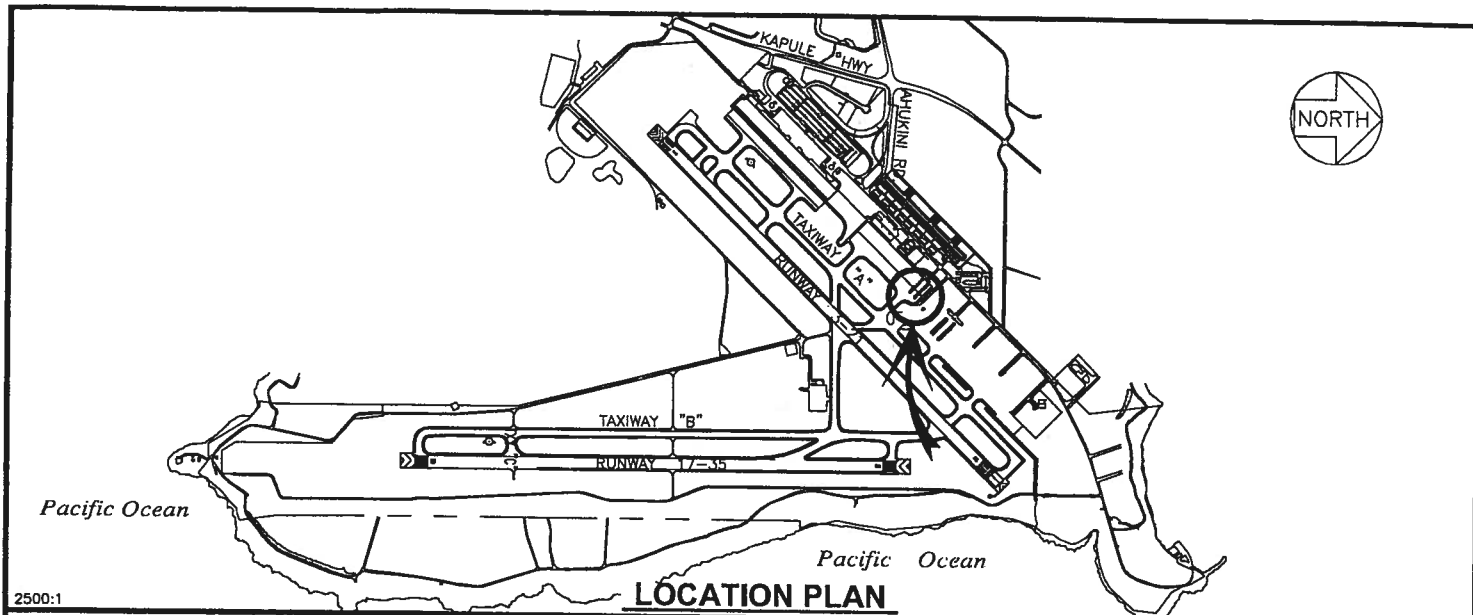 KAPULE HWY
NORTH
AHUKINI RD
TAXIWAY "A"
RUNWAY
TAXIWAY "B"
RUNWAY 17-35
Pacific Ocean
Pacific Ocean
LOCATION PLAN
2500:1